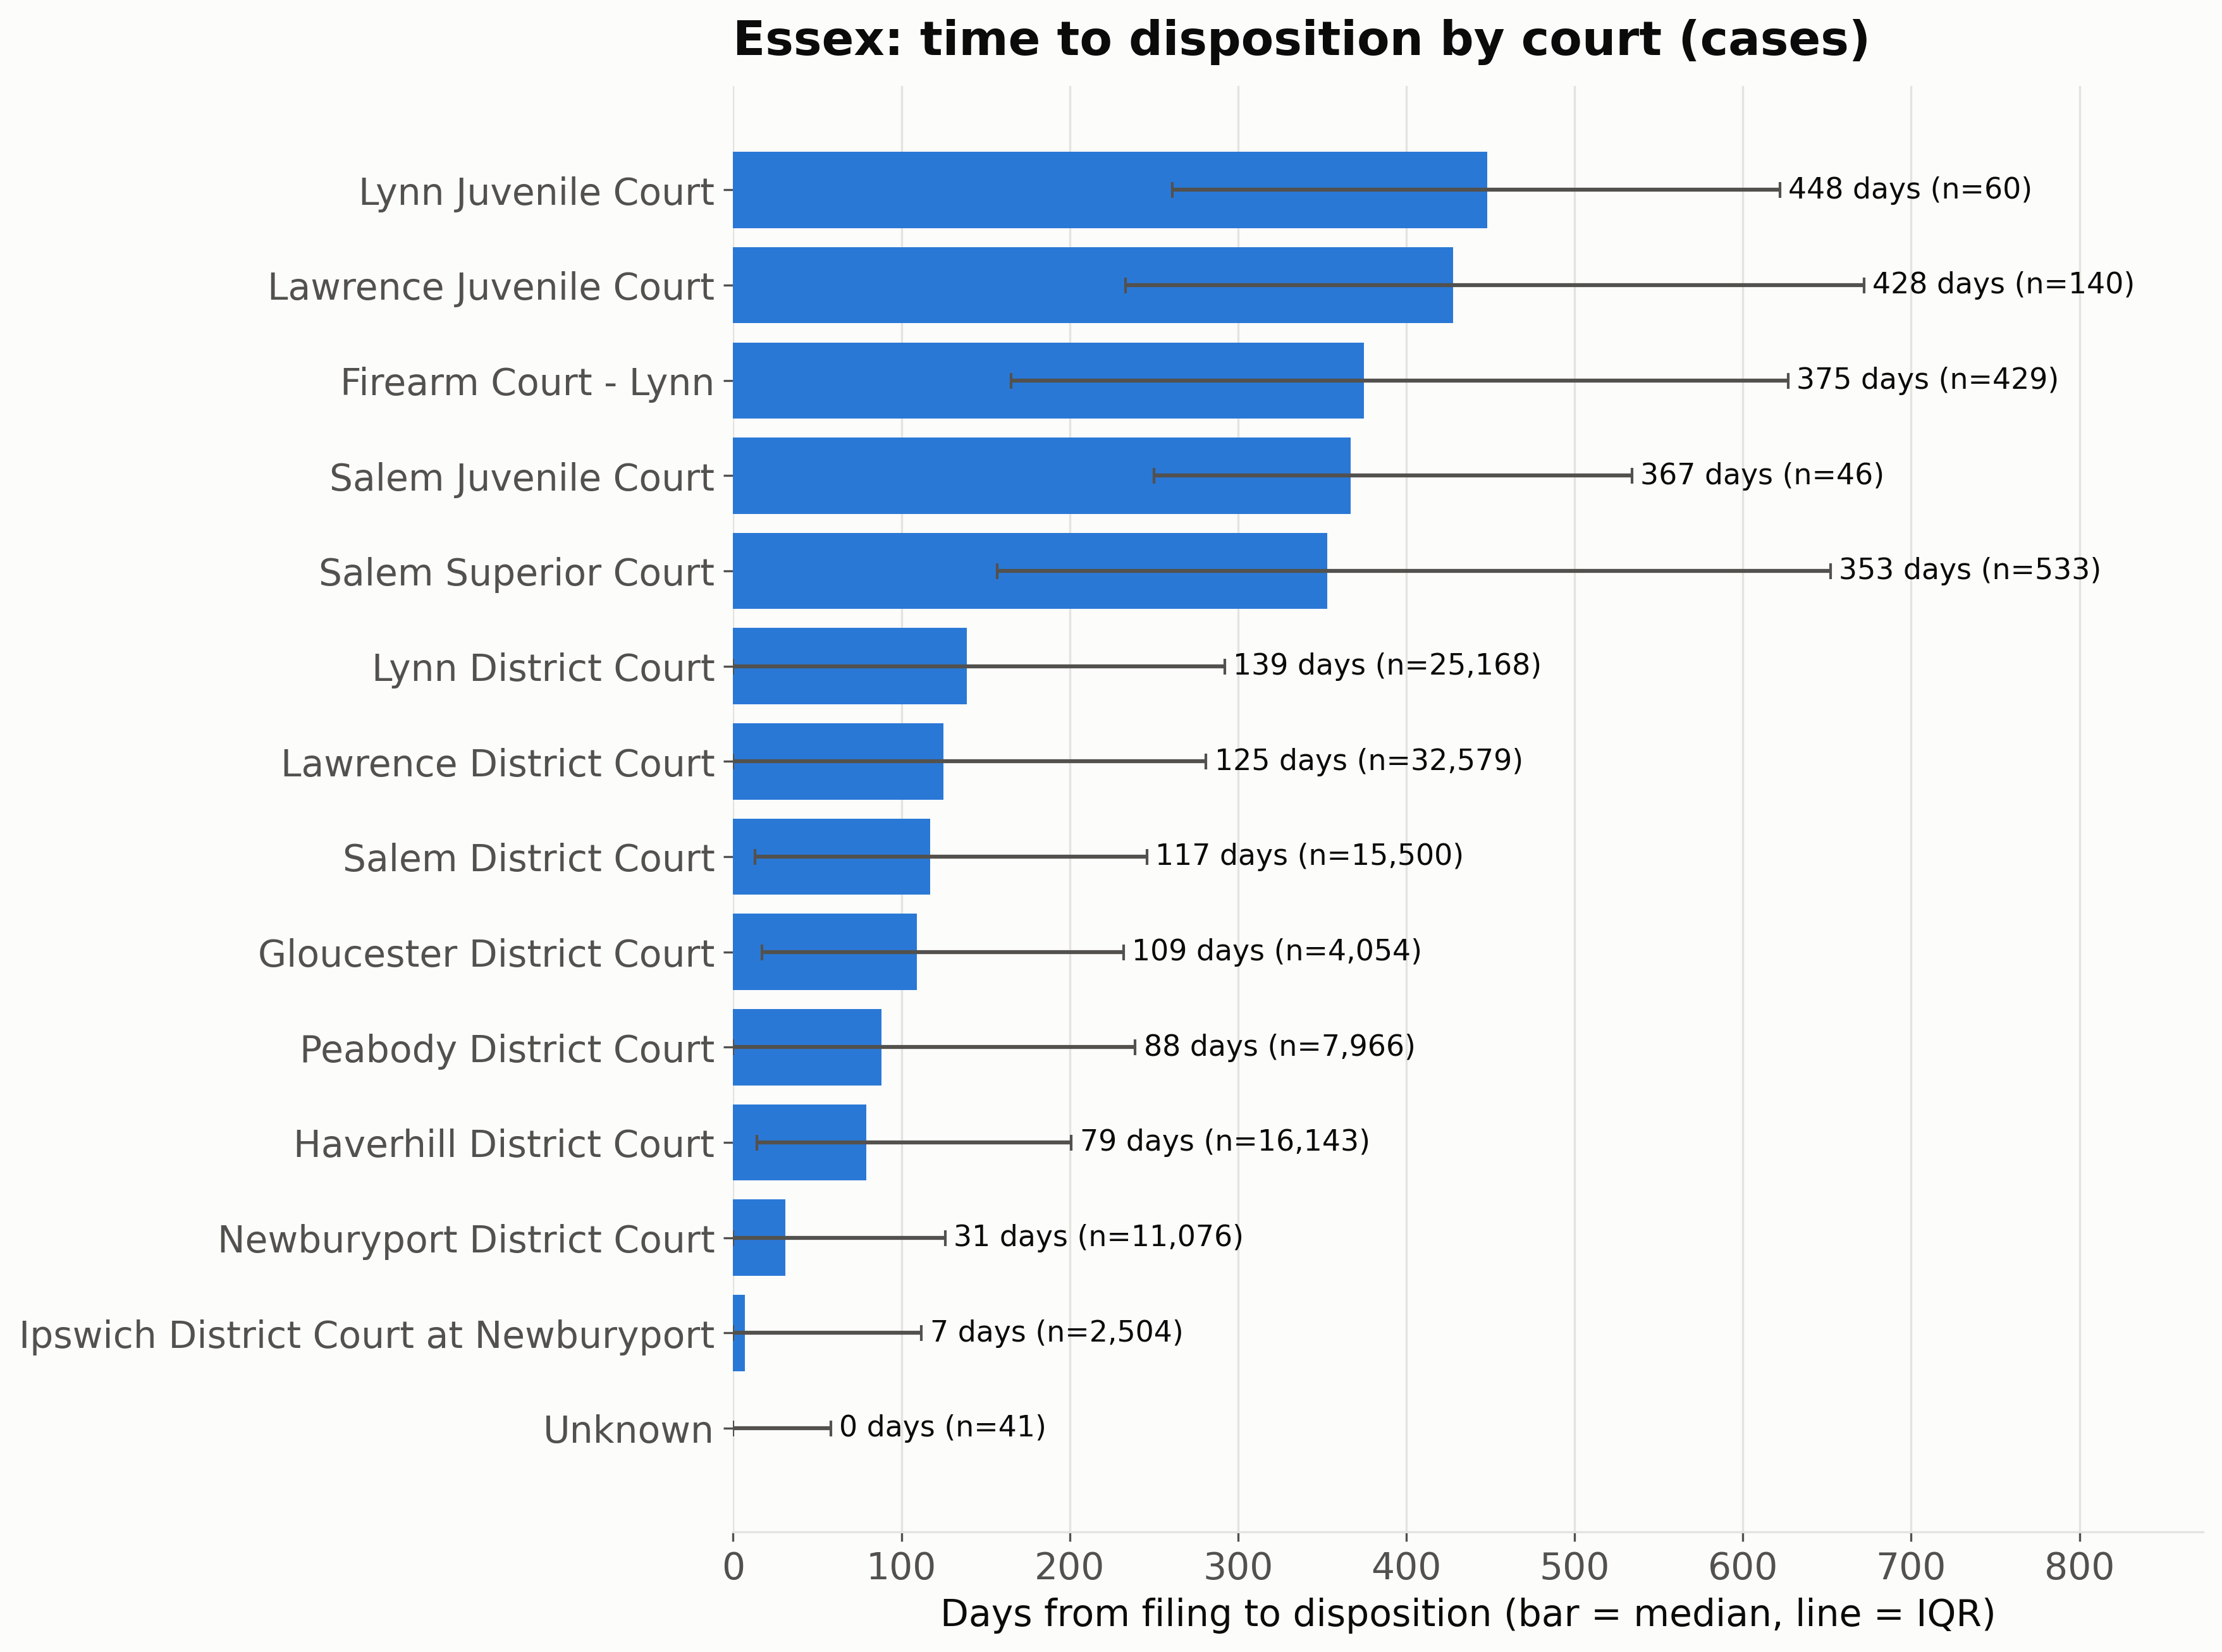 Essex: time to disposition by court (cases)
Lynn Juvenile Court 448 days (n=60)
Lawrence Juvenile Court 428 days (n=140)
Firearm Court - Lynn 375 days (n=429)
Salem Juvenile Court 367 days (n=46)
Salem Superior Court 353 days (n=533)
Lynn District Court 139 days (n=25,168)
Lawrence District Court 125 days (n=32,579)
Salem District Court 117 days (n=15,500)
Gloucester District Court 109 days (n=4,054)
Peabody District Court 88 days (n=7,966)
Haverhill District Court 79 days (n=16,143)
Newburyport District Court 31 days (n=11,076)
Ipswich District Court at Newburyport 7 days (n=2,504)
Unknown 0 days (n=41)
0 100 200 300 400 500 600 700 800
Days from filing to disposition (bar = median, line = IQR)